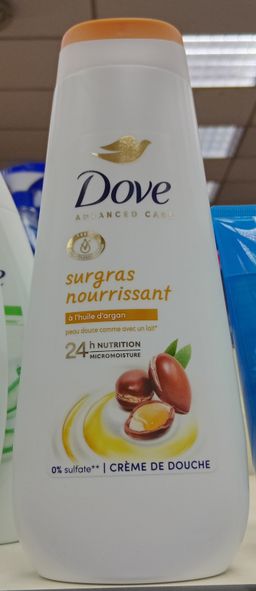 Dove
ADVANCED CARE
surgras
nourrissant
à l'huile d'argan
peau douce comme avec un lait*
24h NUTRITION
MICROMOISTURE
0% sulfate** | CRÈME DE DOUCHE